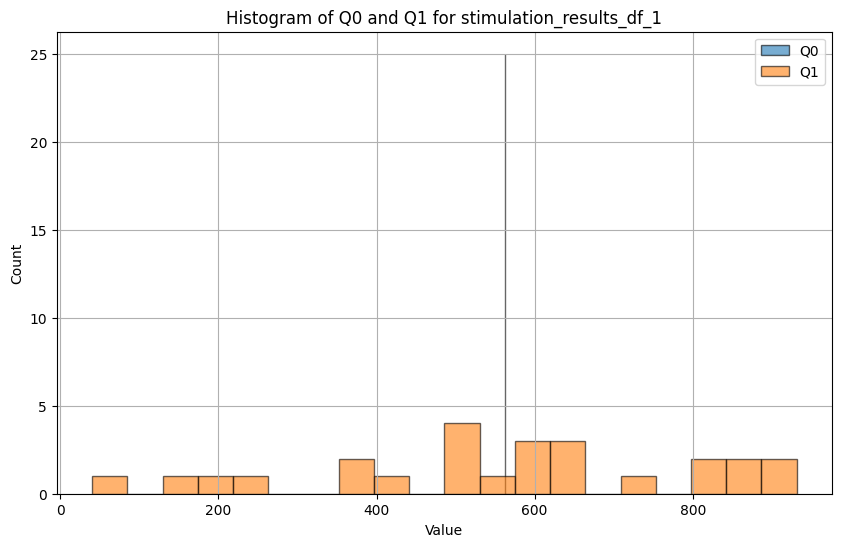 Histogram of Q0 and Q1 for stimulation_results_df_1
Q0
Q1
Count
25
20
15
10
5
0
0
200
400
600
800
Value